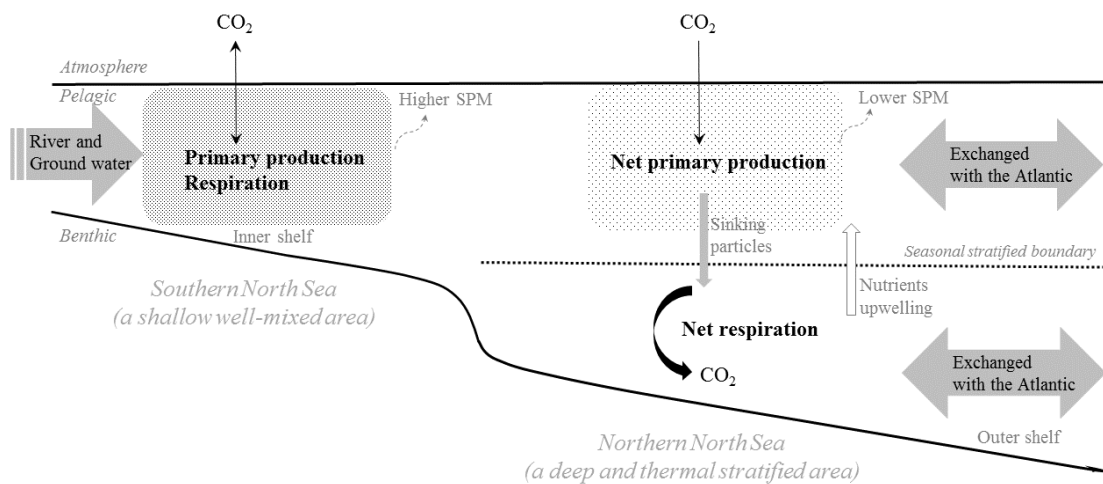 CO2
CO2
Atmosphere
Pelagic
Higher SPM
Lower SPM
River and
Ground water
Primary production
Respiration
Net primary production
Exchanged
with the Atlantic
Benthic
Inner shelf
Sinking
particles
Seasonal stratified boundary
Southern North Sea
(a shallow well-mixed area)
Nutrients
upwelling
Net respiration
CO2
Exchanged
with the Atlantic
Outer shelf
Northern North Sea
(a deep and thermal stratified area)